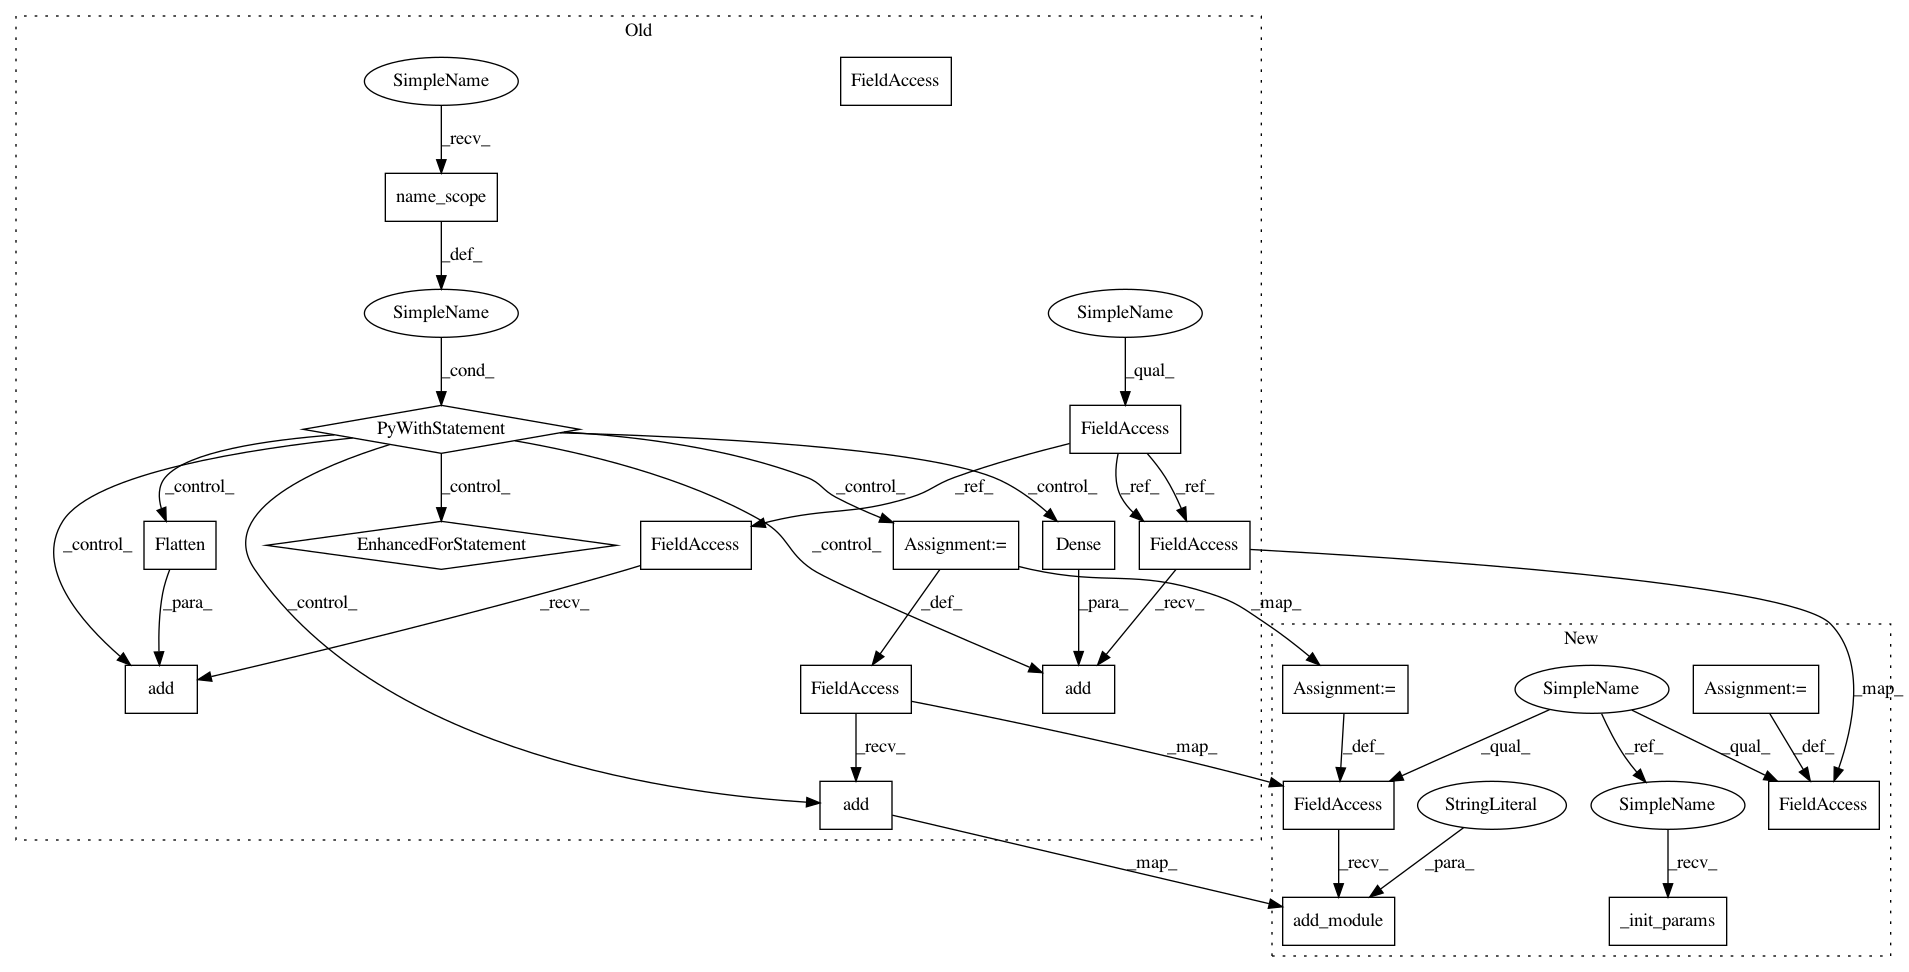 Old
SimpleName
FieldAccess
_recv_
name_scope
_def_
SimpleName
SimpleName
_cond_
_qual_
PyWithStatement
FieldAccess
_control_
_control_
_control_
_ref_
_control_
_ref_
_ref_
Flatten
EnhancedForStatement
FieldAccess
Assignment:=
Dense
FieldAccess
_control_
_para_
_control_
_recv_
_control_
_def_
_para_
_recv_
_map_
New
add
FieldAccess
add
Assignment:=
SimpleName
Assignment:=
_map_
_recv_
_map_
_def_
_qual_
_ref_
_qual_
_def_
add
FieldAccess
StringLiteral
SimpleName
FieldAccess
_map_
_recv_
_para_
_recv_
add_module
_init_params